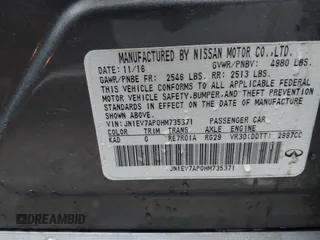 MANUFACTURED BY NISSAN MOTOR CO.,LTD.
DATE: 11/16 GVWR/PNBV: 4980 LBS.
GAWR/PNBE FR: 2546 LBS. RR: 2513 LBS.
THIS VEHICLE CONFORMS TO ALL APPLICABLE FEDERAL
MOTOR VEHICLE SAFETY,BUMPER,AND THEFT PREVENTION
STANDARDS IN EFFECT ON THE DATE OF MANUFACTURE
SHOWN ABOVE.
VIN: JN1EV7AP0HM735371 PASSENGER CAR
COLOR TRIM TRANS AXLE ENGINE
KAD G RE7R01A RG29 VR30(DDTT) 2997CC
JN1EV7AP0HM735371
DREAMBID